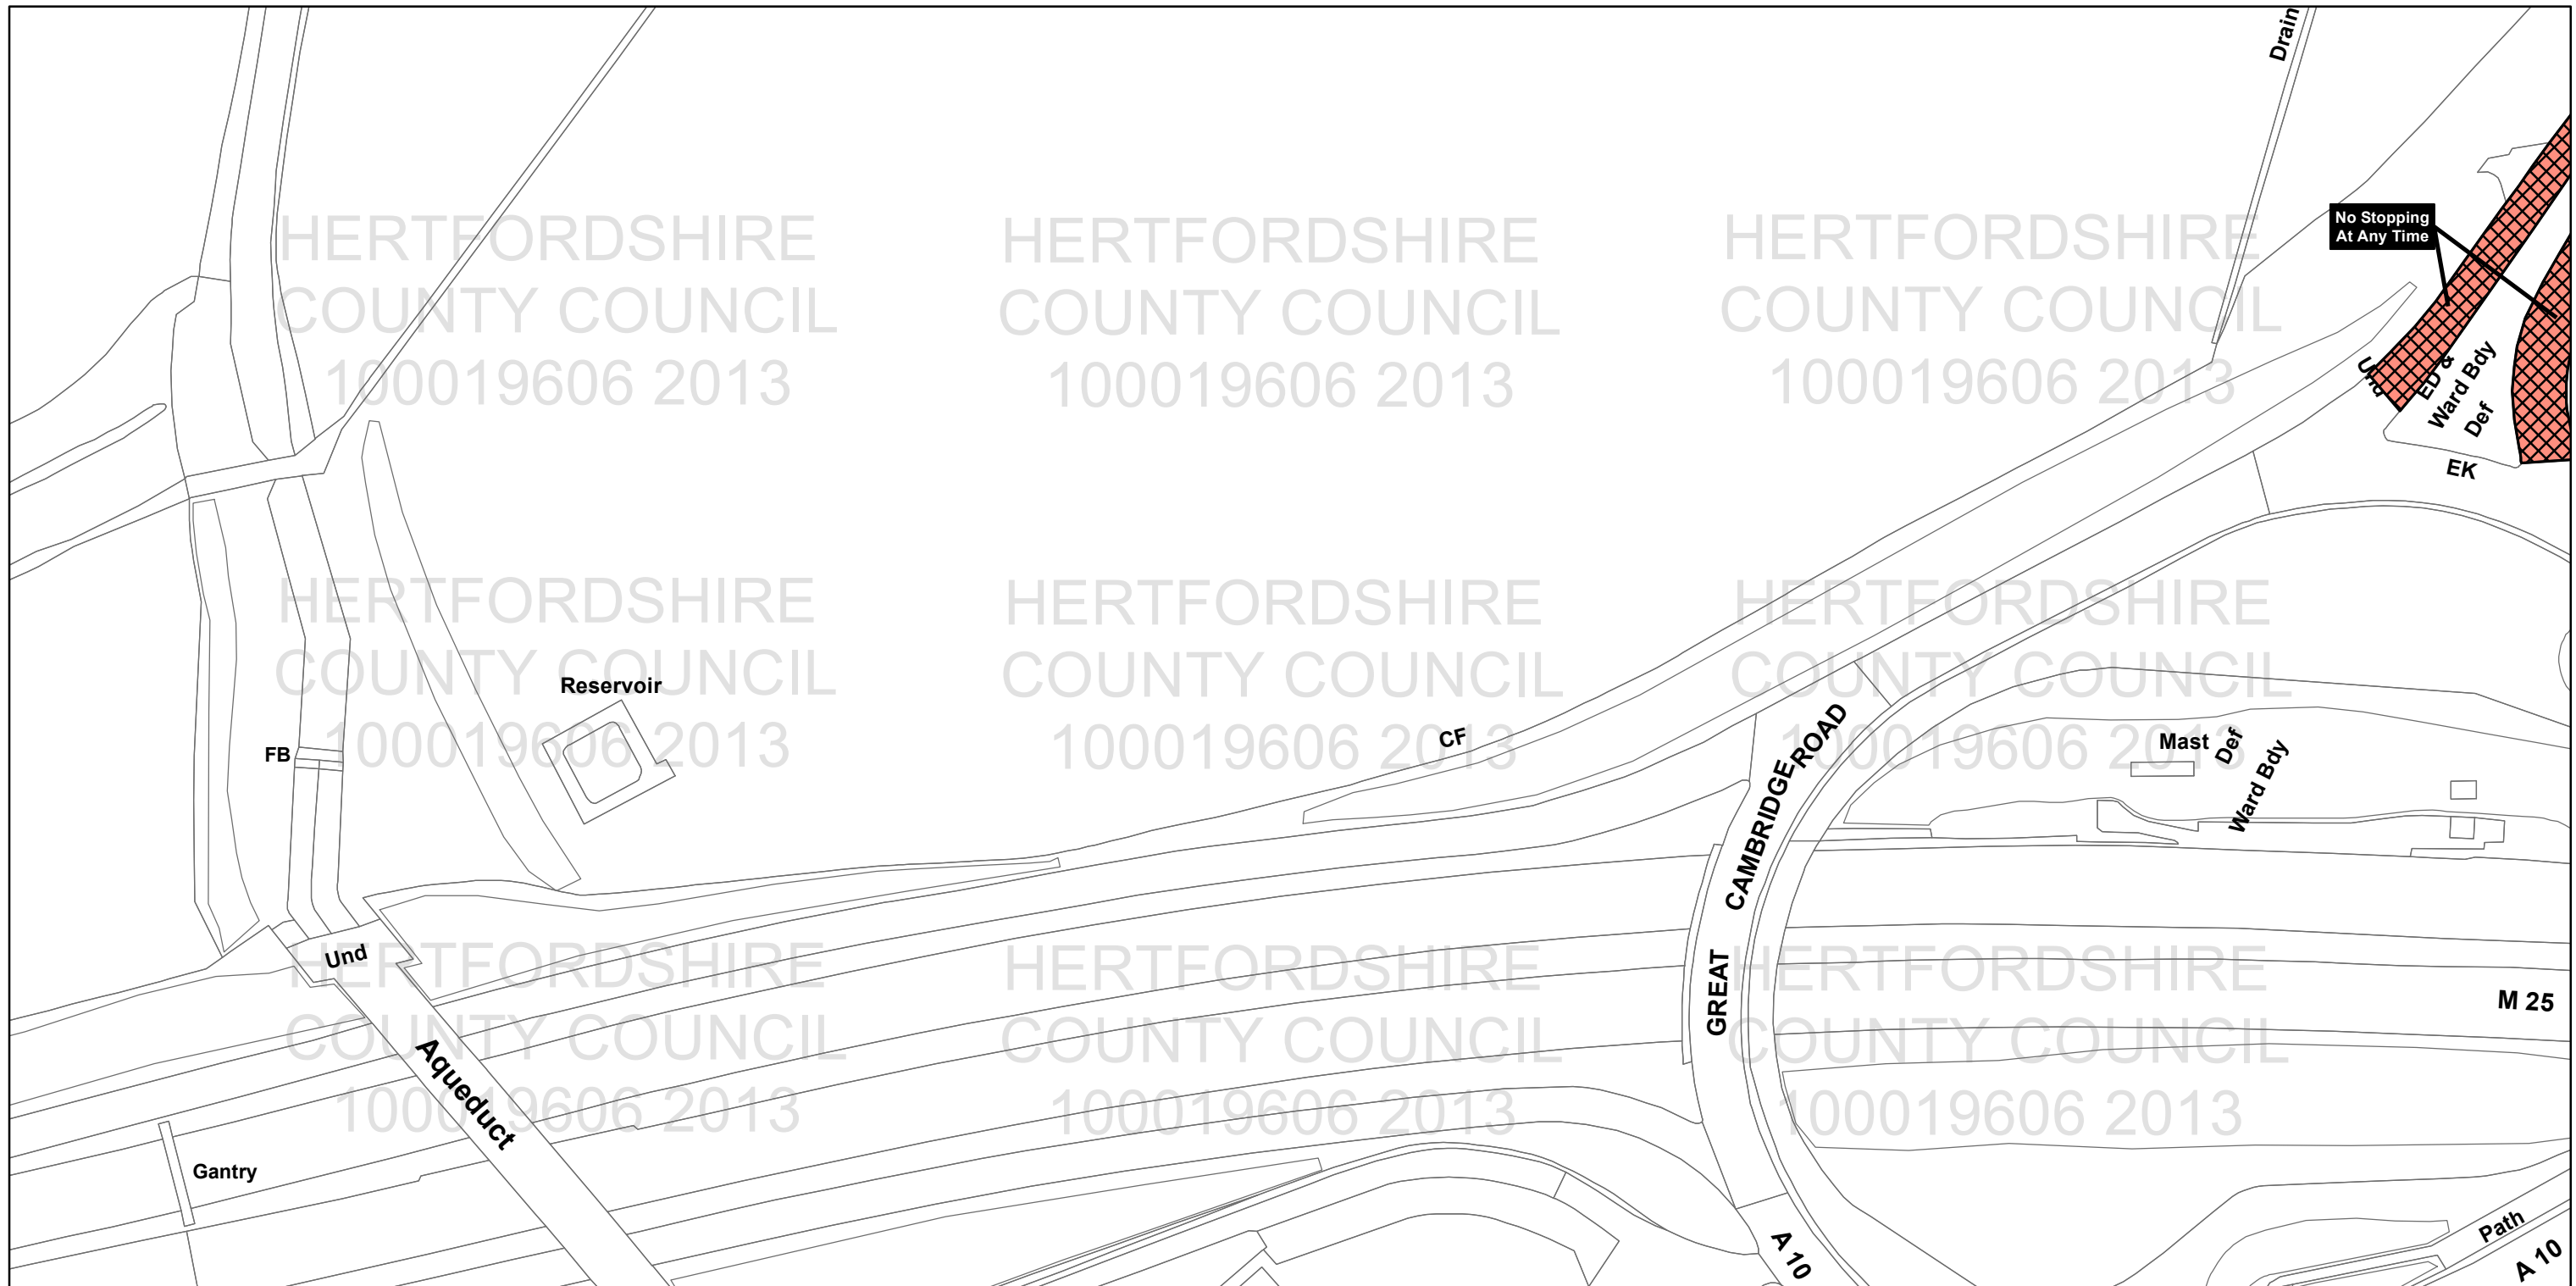 Drain
No Stopping
At Any Time
HERTFORDSHIRE
COUNTY COUNCIL
100019606 2013
HERTFORDSHIRE
COUNTY COUNCIL
100019606 2013
HERTFORDSHIRE
COUNTY COUNCIL
100019606 2013
Und
ED &
Ward Bdy
Def
EK
HERTFORDSHIRE
COUNTY COUNCIL
100019606 2013
HERTFORDSHIRE
COUNTY COUNCIL
100019606 2013
HERTFORDSHIRE
COUNTY COUNCIL
100019606 2013
Reservoir
FB
CF
GREAT CAMBRIDGE ROAD
Mast
Def
Ward Bdy
HERTFORDSHIRE
COUNTY COUNCIL
100019606 2013
HERTFORDSHIRE
COUNTY COUNCIL
100019606 2013
HERTFORDSHIRE
COUNTY COUNCIL
100019606 2013
Und
M 25
Aqueduct
Gantry
A 10
Path
A 10